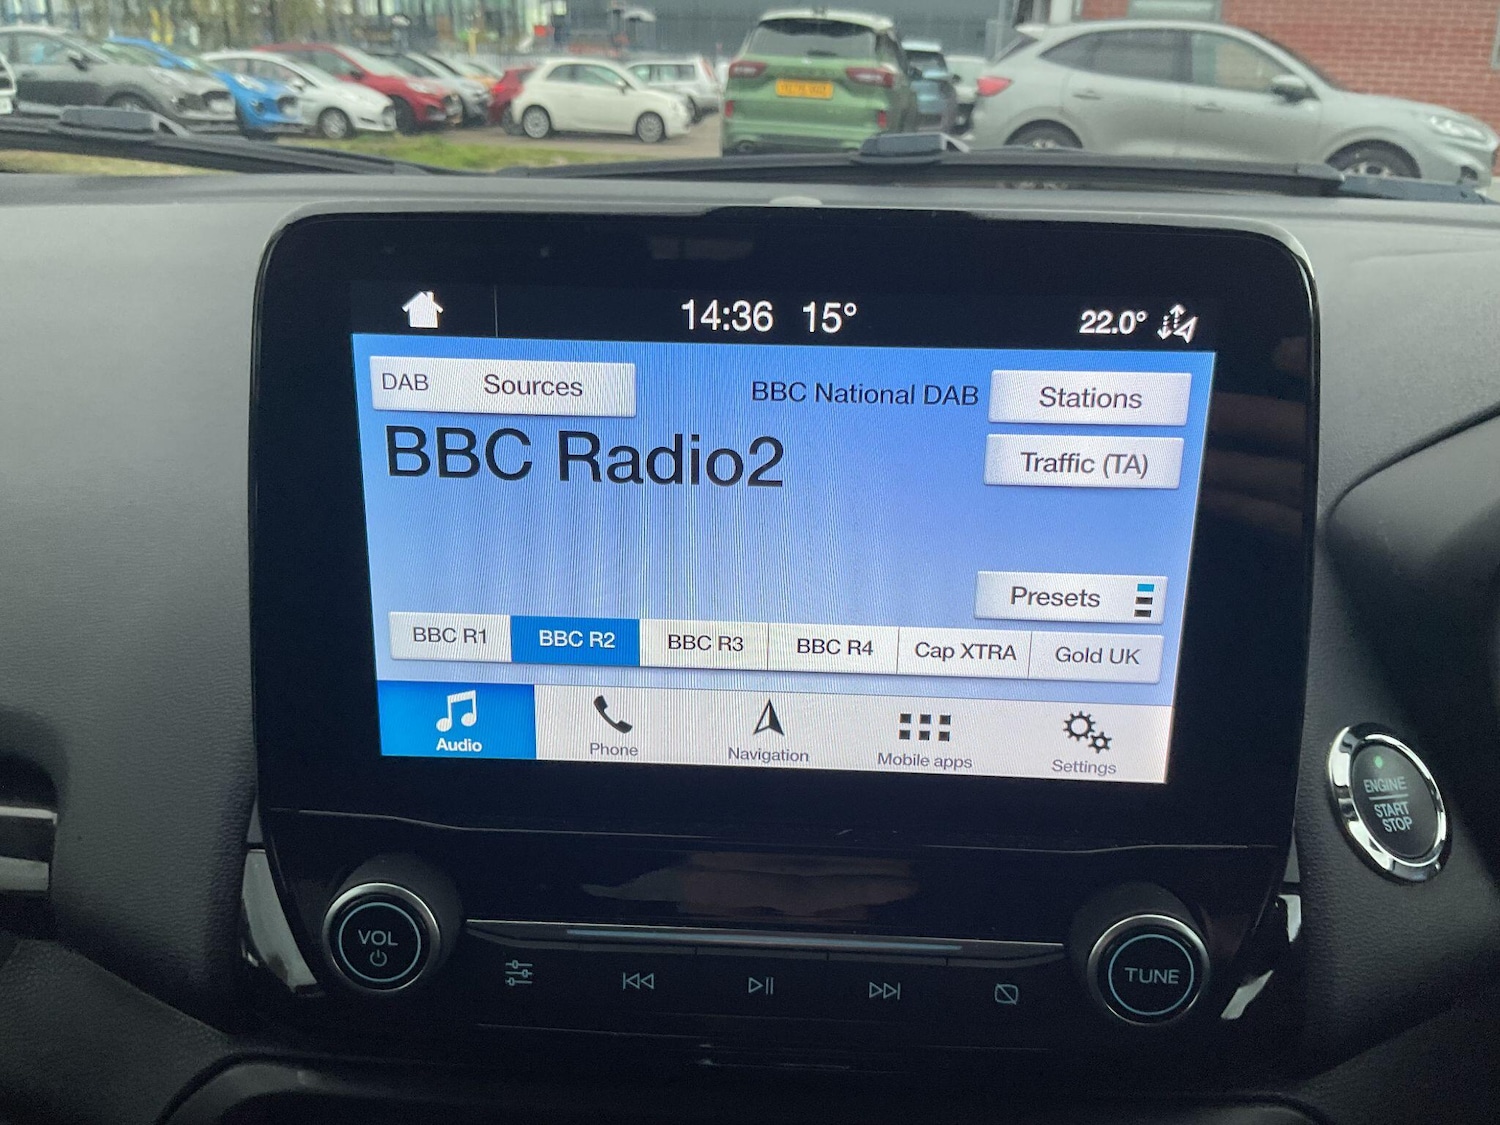 14:36 15° 22.0°
DAB Sources
BBC National DAB
Stations
BBC Radio2
Traffic (TA)
Presets
BBC R1 BBC R2 BBC R3 BBC R4 Cap XTRA Gold UK
Audio Phone Navigation Mobile apps Settings
ENGINE
START
STOP
VOL
TUNE